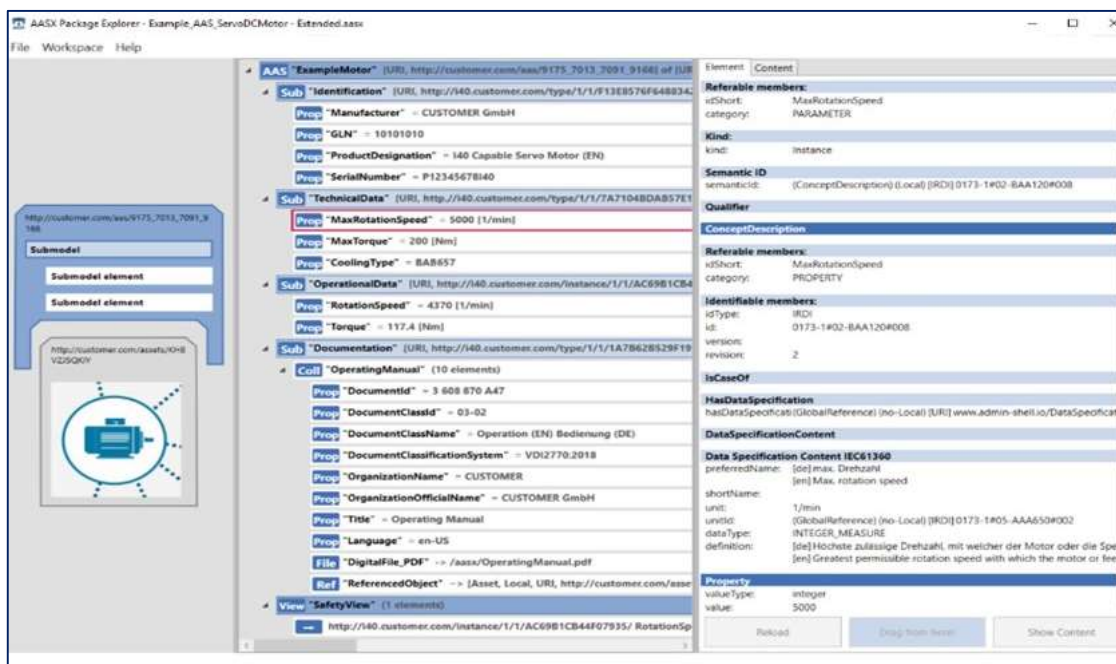 AASX Package Explorer - Example_AAS_ServoDCMotor - Extended.aasx
File Workspace Help
http://customer.com/aas/9175_7013_7091_9
168
Submodel
Submodel element
Submodel element
http://customer.com/assets/KHB
VZJSQKIY
AAS "ExampleMotor" [URI, http://customer.com/aas/9175_7013_7091_9168] of [UR
Sub "Identification" [URI, http://i40.customer.com/type/1/1/F13E8576F6488342
Prop "Manufacturer" = CUSTOMER GmbH
Prop "GLN" = 10101010
Prop "ProductDesignation" = I40 Capable Servo Motor (EN)
Prop "SerialNumber" = P12345678I40
Sub "TechnicalData" [URI, http://i40.customer.com/type/1/1/7A7104BDAB57E1
Prop "MaxRotationSpeed" = 5000 [1/min]
Prop "MaxTorque" = 200 [Nm]
Prop "CoolingType" = BAB657
Sub "OperationalData" [URI, http://i40.customer.com/instance/1/1/AC69B1CB4
Prop "RotationSpeed" = 4370 [1/min]
Prop "Torque" = 117.4 [Nm]
Sub "Documentation" [URI, http://i40.customer.com/type/1/1/1A7B62B529F19
Coll "OperatingManual" (10 elements)
Prop "DocumentId" = 3 608 870 A47
Prop "DocumentClassId" = 03-02
Prop "DocumentClassName" = Operation (EN) Bedienung (DE)
Prop "DocumentClassificationSystem" = VDI2770:2018
Prop "OrganizationName" = CUSTOMER
Prop "OrganizationOfficialName" = CUSTOMER GmbH
Prop "Title" = Operating Manual
Prop "Language" = en-US
File "DigitalFile_PDF" -> /aasx/OperatingManual.pdf
Ref "ReferencedObject" -> [Asset, Local, URI, http://customer.com/asse
View "SafetyView" (1 elements)
http://i40.customer.com/instance/1/1/AC69B1CB44F07935/ RotationSp
Element Content
Referable members:
idShort: MaxRotationSpeed
category: PARAMETER
Kind:
kind: Instance
Semantic ID
semanticId: (ConceptDescription) (Local) [IRDI] 0173-1#02-BAA120#008
Qualifier
ConceptDescription
Referable members:
idShort: MaxRotationSpeed
category: PROPERTY
Identifiable members:
idType: IRDI
id: 0173-1#02-BAA120#008
version:
revision: 2
isCaseOf
HasDataSpecification
hasDataSpecificati (GlobalReference) (no-Local) [URI] www.admin-shell.io/DataSpecificat
DataSpecificationContent
Data Specification Content IEC61360
preferredName: [de] max. Drehzahl
[en] Max. rotation speed
shortName:
unit: 1/min
unitId: (GlobalReference) (no-Local) [IRDI] 0173-1#05-AAA650#002
dataType: INTEGER_MEASURE
definition: [de] Höchste zulässige Drehzahl, mit welcher der Motor oder die Spe
[en] Greatest permissible rotation speed with which the motor or fee
Property
valueType: integer
value: 5000
Reload Drag from here! Show Content